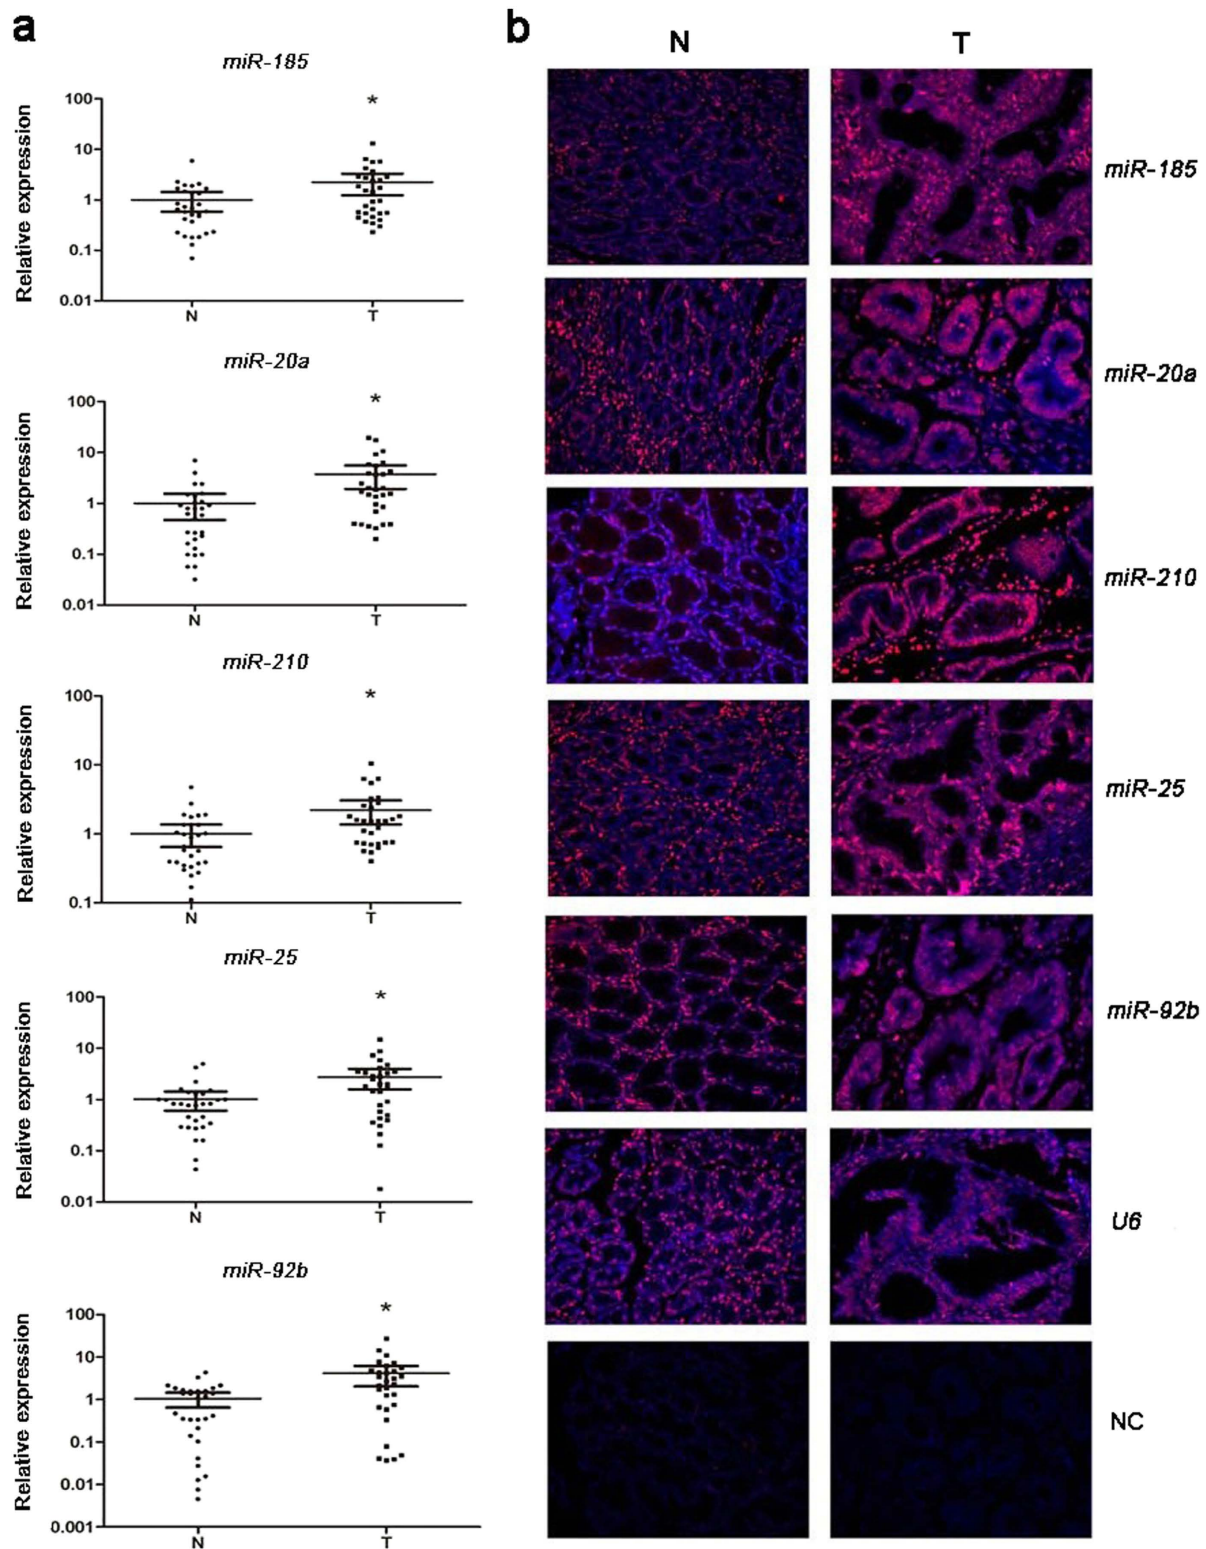 a
miR-185
Relative expression
100
10
1
0.1
0.01
N
T
*
miR-20a
Relative expression
100
10
1
0.1
0.01
N
T
*
miR-210
Relative expression
100
10
1
0.1
N
T
*
miR-25
Relative expression
100
10
1
0.1
0.01
N
T
*
miR-92b
Relative expression
100
10
1
0.1
0.01
0.001
N
T
*
b
N
T
miR-185
miR-20a
miR-210
miR-25
miR-92b
U6
NC